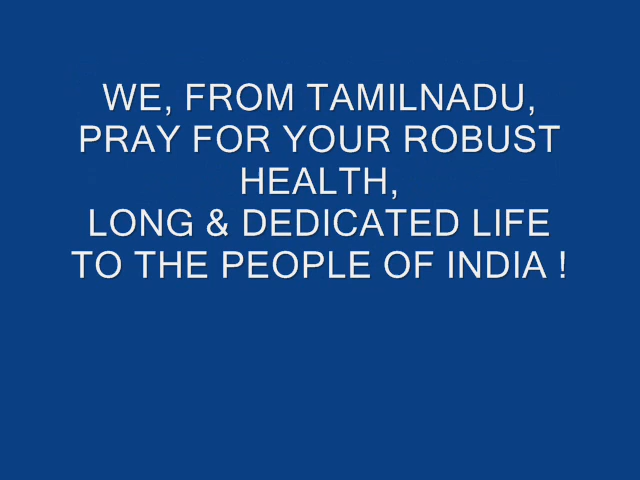 WE, FROM TAMILNADU,
PRAY FOR YOUR ROBUST
HEALTH,
LONG & DEDICATED LIFE
TO THE PEOPLE OF INDIA !